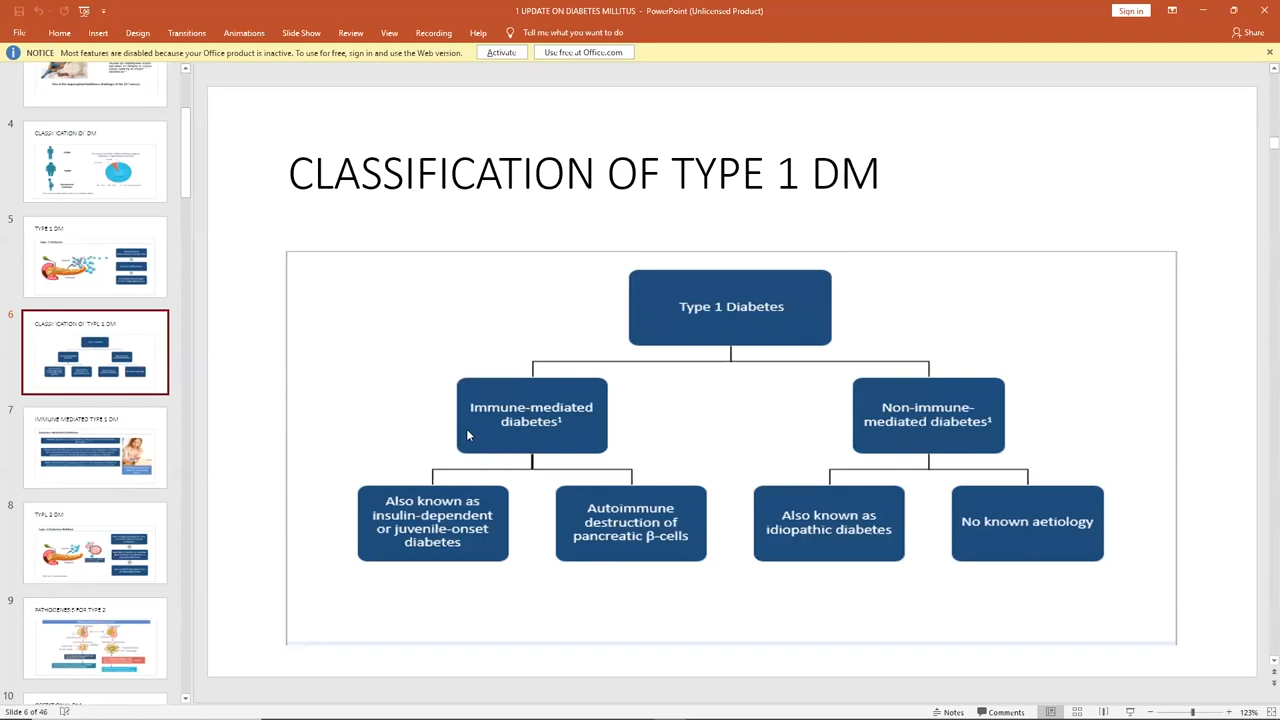 1 UPDATE ON DIABETES MILLITUS - PowerPoint (Unlicensed Product)
Sign in
File Home Insert Design Transitions Animations Slide Show Review View Recording Help Tell me what you want to do Share
NOTICE Most features are disabled because your Office product is inactive. To use for free, sign in and use the Web version. Activate Use free at Office.com
4
CLASSIFICATION OF DM
5
TYPE 1 DM
6
CLASSIFICATION OF TYPE 1 DM
7
IMMUNE MEDIATED TYPE 1 DM
8
TYPE 2 DM
9
PATHOGENESIS FOR TYPE 2
10
CLASSIFICATION OF TYPE 1 DM
Type 1 Diabetes
Immune-mediated
diabetes¹
Non-immune-
mediated diabetes¹
Also known as
insulin-dependent
or juvenile-onset
diabetes
Autoimmune
destruction of
pancreatic β-cells
Also known as
idiopathic diabetes
No known aetiology
Slide 6 of 46
Notes
Comments
123%